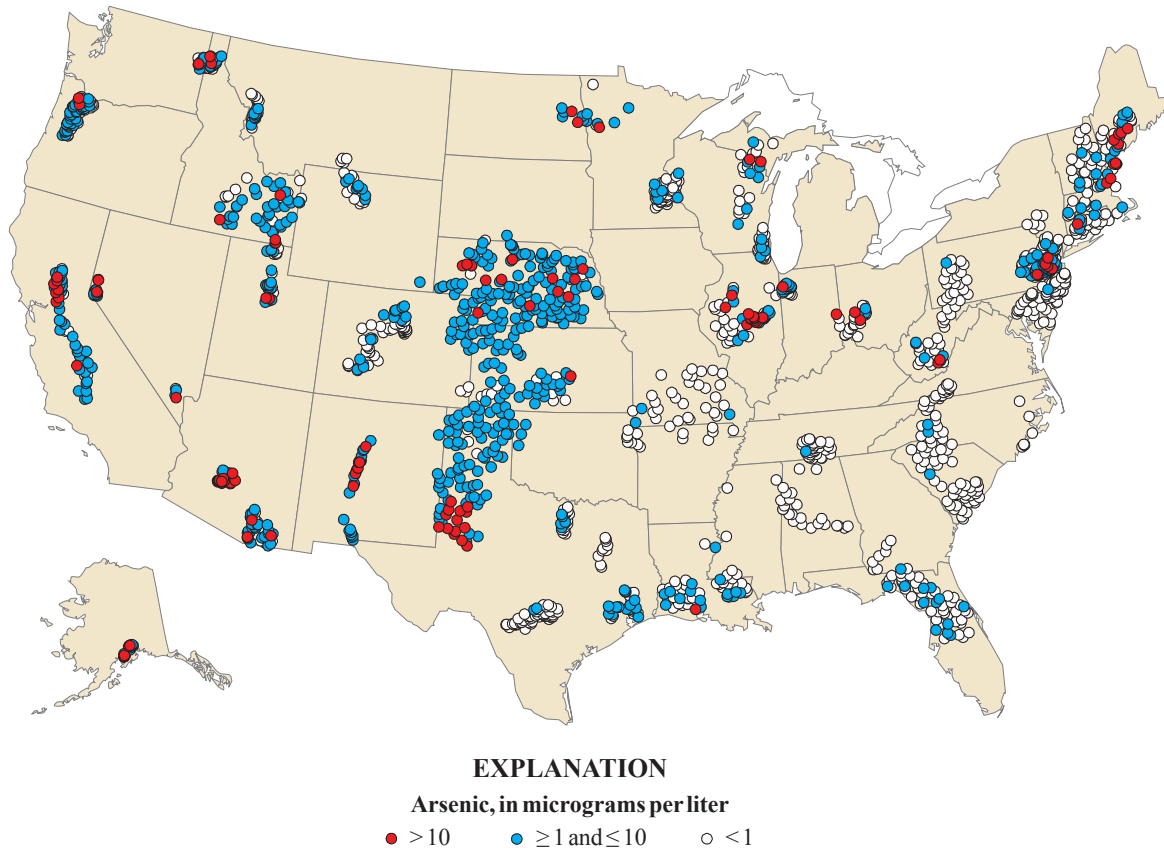 EXPLANATION
Arsenic, in micrograms per liter
>10 ≥1 and ≤10 <1